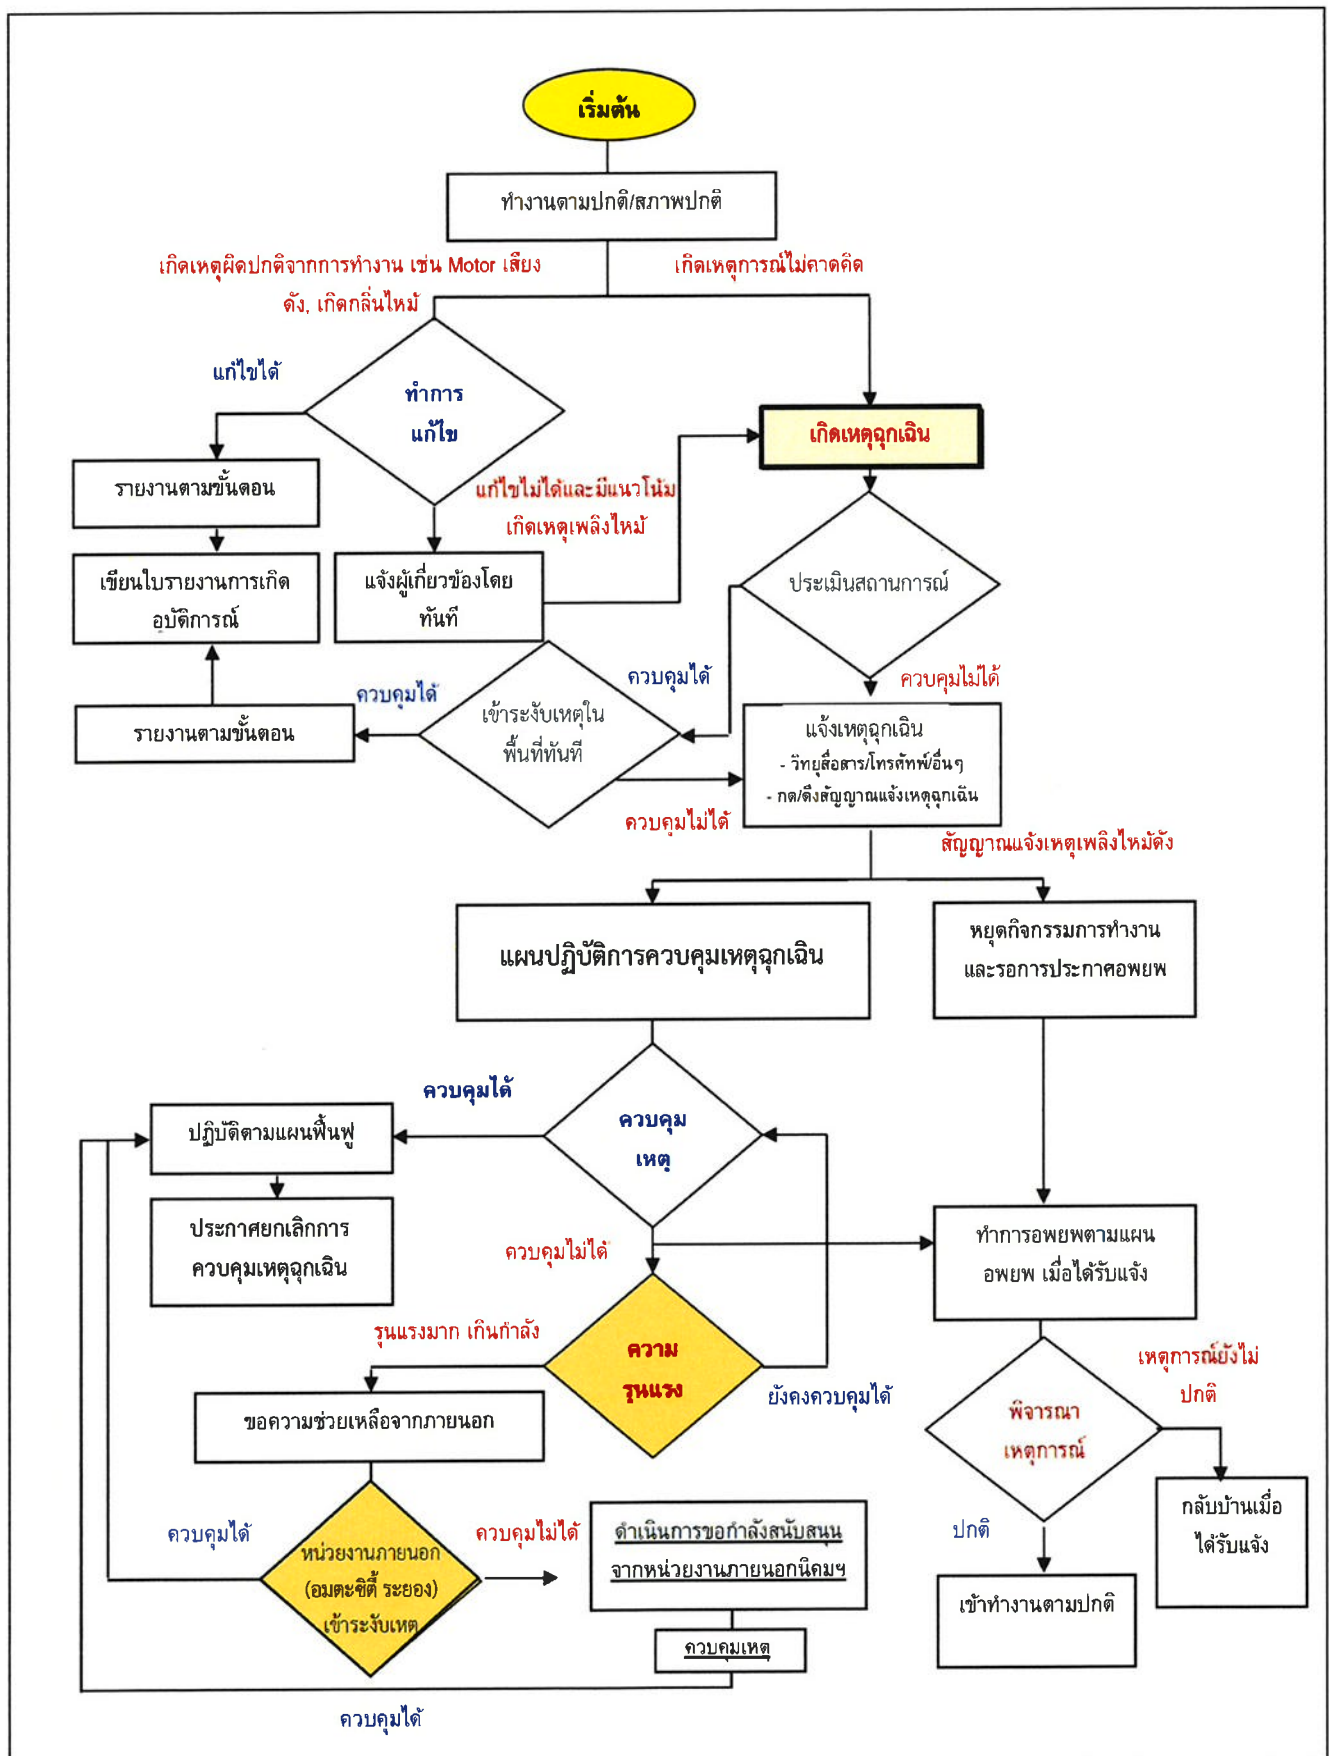 เริ่มต้น
ทำงานตามปกติ/สภาพปกติ
เกิดเหตุผิดปกติจากการทำงาน เช่น Motor เสียง
ดัง, เกิดกลิ่นไหม้
เกิดเหตุการณ์ไม่คาดคิด
แก้ไขได้
ทำการ
แก้ไข
เกิดเหตุฉุกเฉิน
รายงานตามขั้นตอน
แก้ไขไม่ได้และมีแนวโน้ม
เกิดเหตุเพลิงไหม้
เขียนใบรายงานการเกิด
อุบัติการณ์
แจ้งผู้เกี่ยวข้องโดย
ทันที
ประเมินสถานการณ์
ควบคุมได้
ควบคุมไม่ได้
ควบคุมได้
รายงานตามขั้นตอน
เข้าระงับเหตุใน
พื้นที่ทันที
แจ้งเหตุฉุกเฉิน
- วิทยุสื่อสาร/โทรศัทพ์/อื่นๆ
- กด/ดึงสัญญาณแจ้งเหตุฉุกเฉิน
ควบคุมไม่ได้
สัญญาณแจ้งเหตุเพลิงไหม้ดัง
แผนปฏิบัติการควบคุมเหตุฉุกเฉิน
หยุดกิจกรรมการทำงาน
และรอการประกาศอพยพ
ควบคุมได้
ปฏิบัติตามแผนฟื้นฟู
ควบคุม
เหตุ
ประกาศยกเลิกการ
ควบคุมเหตุฉุกเฉิน
ควบคุมไม่ได้
ทำการอพยพตามแผน
อพยพ เมื่อได้รับแจ้ง
รุนแรงมาก เกินกำลัง
ความ
รุนแรง
ยังคงควบคุมได้
เหตุการณ์ยังไม่
ปกติ
ขอความช่วยเหลือจากภายนอก
พิจารณา
เหตุการณ์
ควบคุมได้
หน่วยงานภายนอก
(อมตะซิตี้ ระยอง)
เข้าระงับเหตุ
ควบคุมไม่ได้
ดำเนินการขอกำลังสนับสนุน
จากหน่วยงานภายนอกนิคมฯ
ปกติ
กลับบ้านเมื่อ
ได้รับแจ้ง
เข้าทำงานตามปกติ
ควบคุมเหตุ
ควบคุมได้